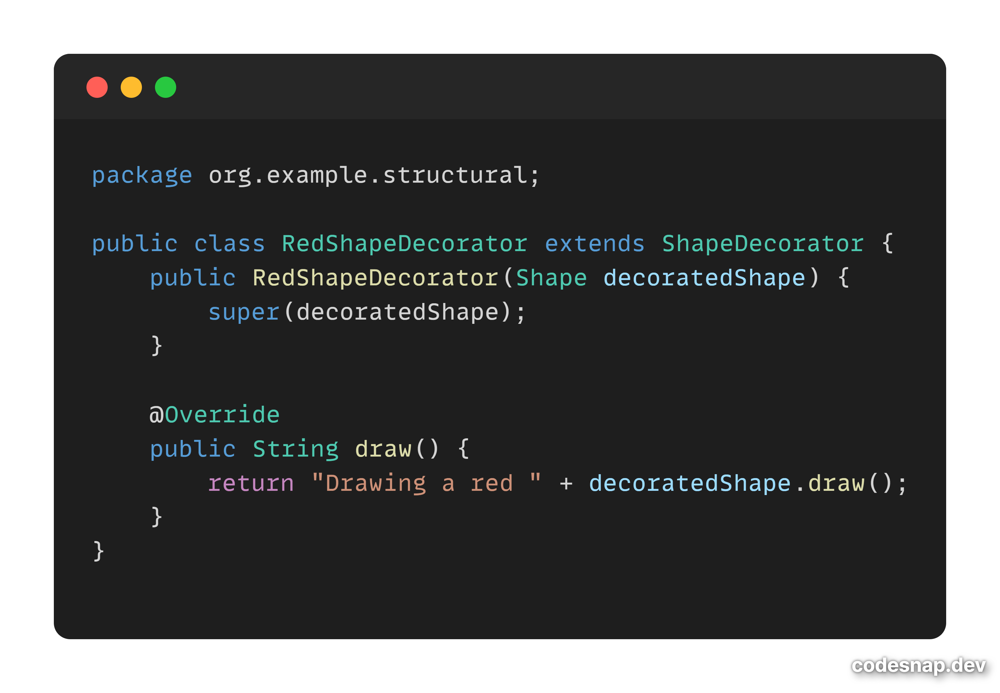 package org.example.structural;

public class RedShapeDecorator extends ShapeDecorator {
    public RedShapeDecorator(Shape decoratedShape) {
        super(decoratedShape);
    }

    @Override
    public String draw() {
        return "Drawing a red " + decoratedShape.draw();
    }
}
codesnap.dev